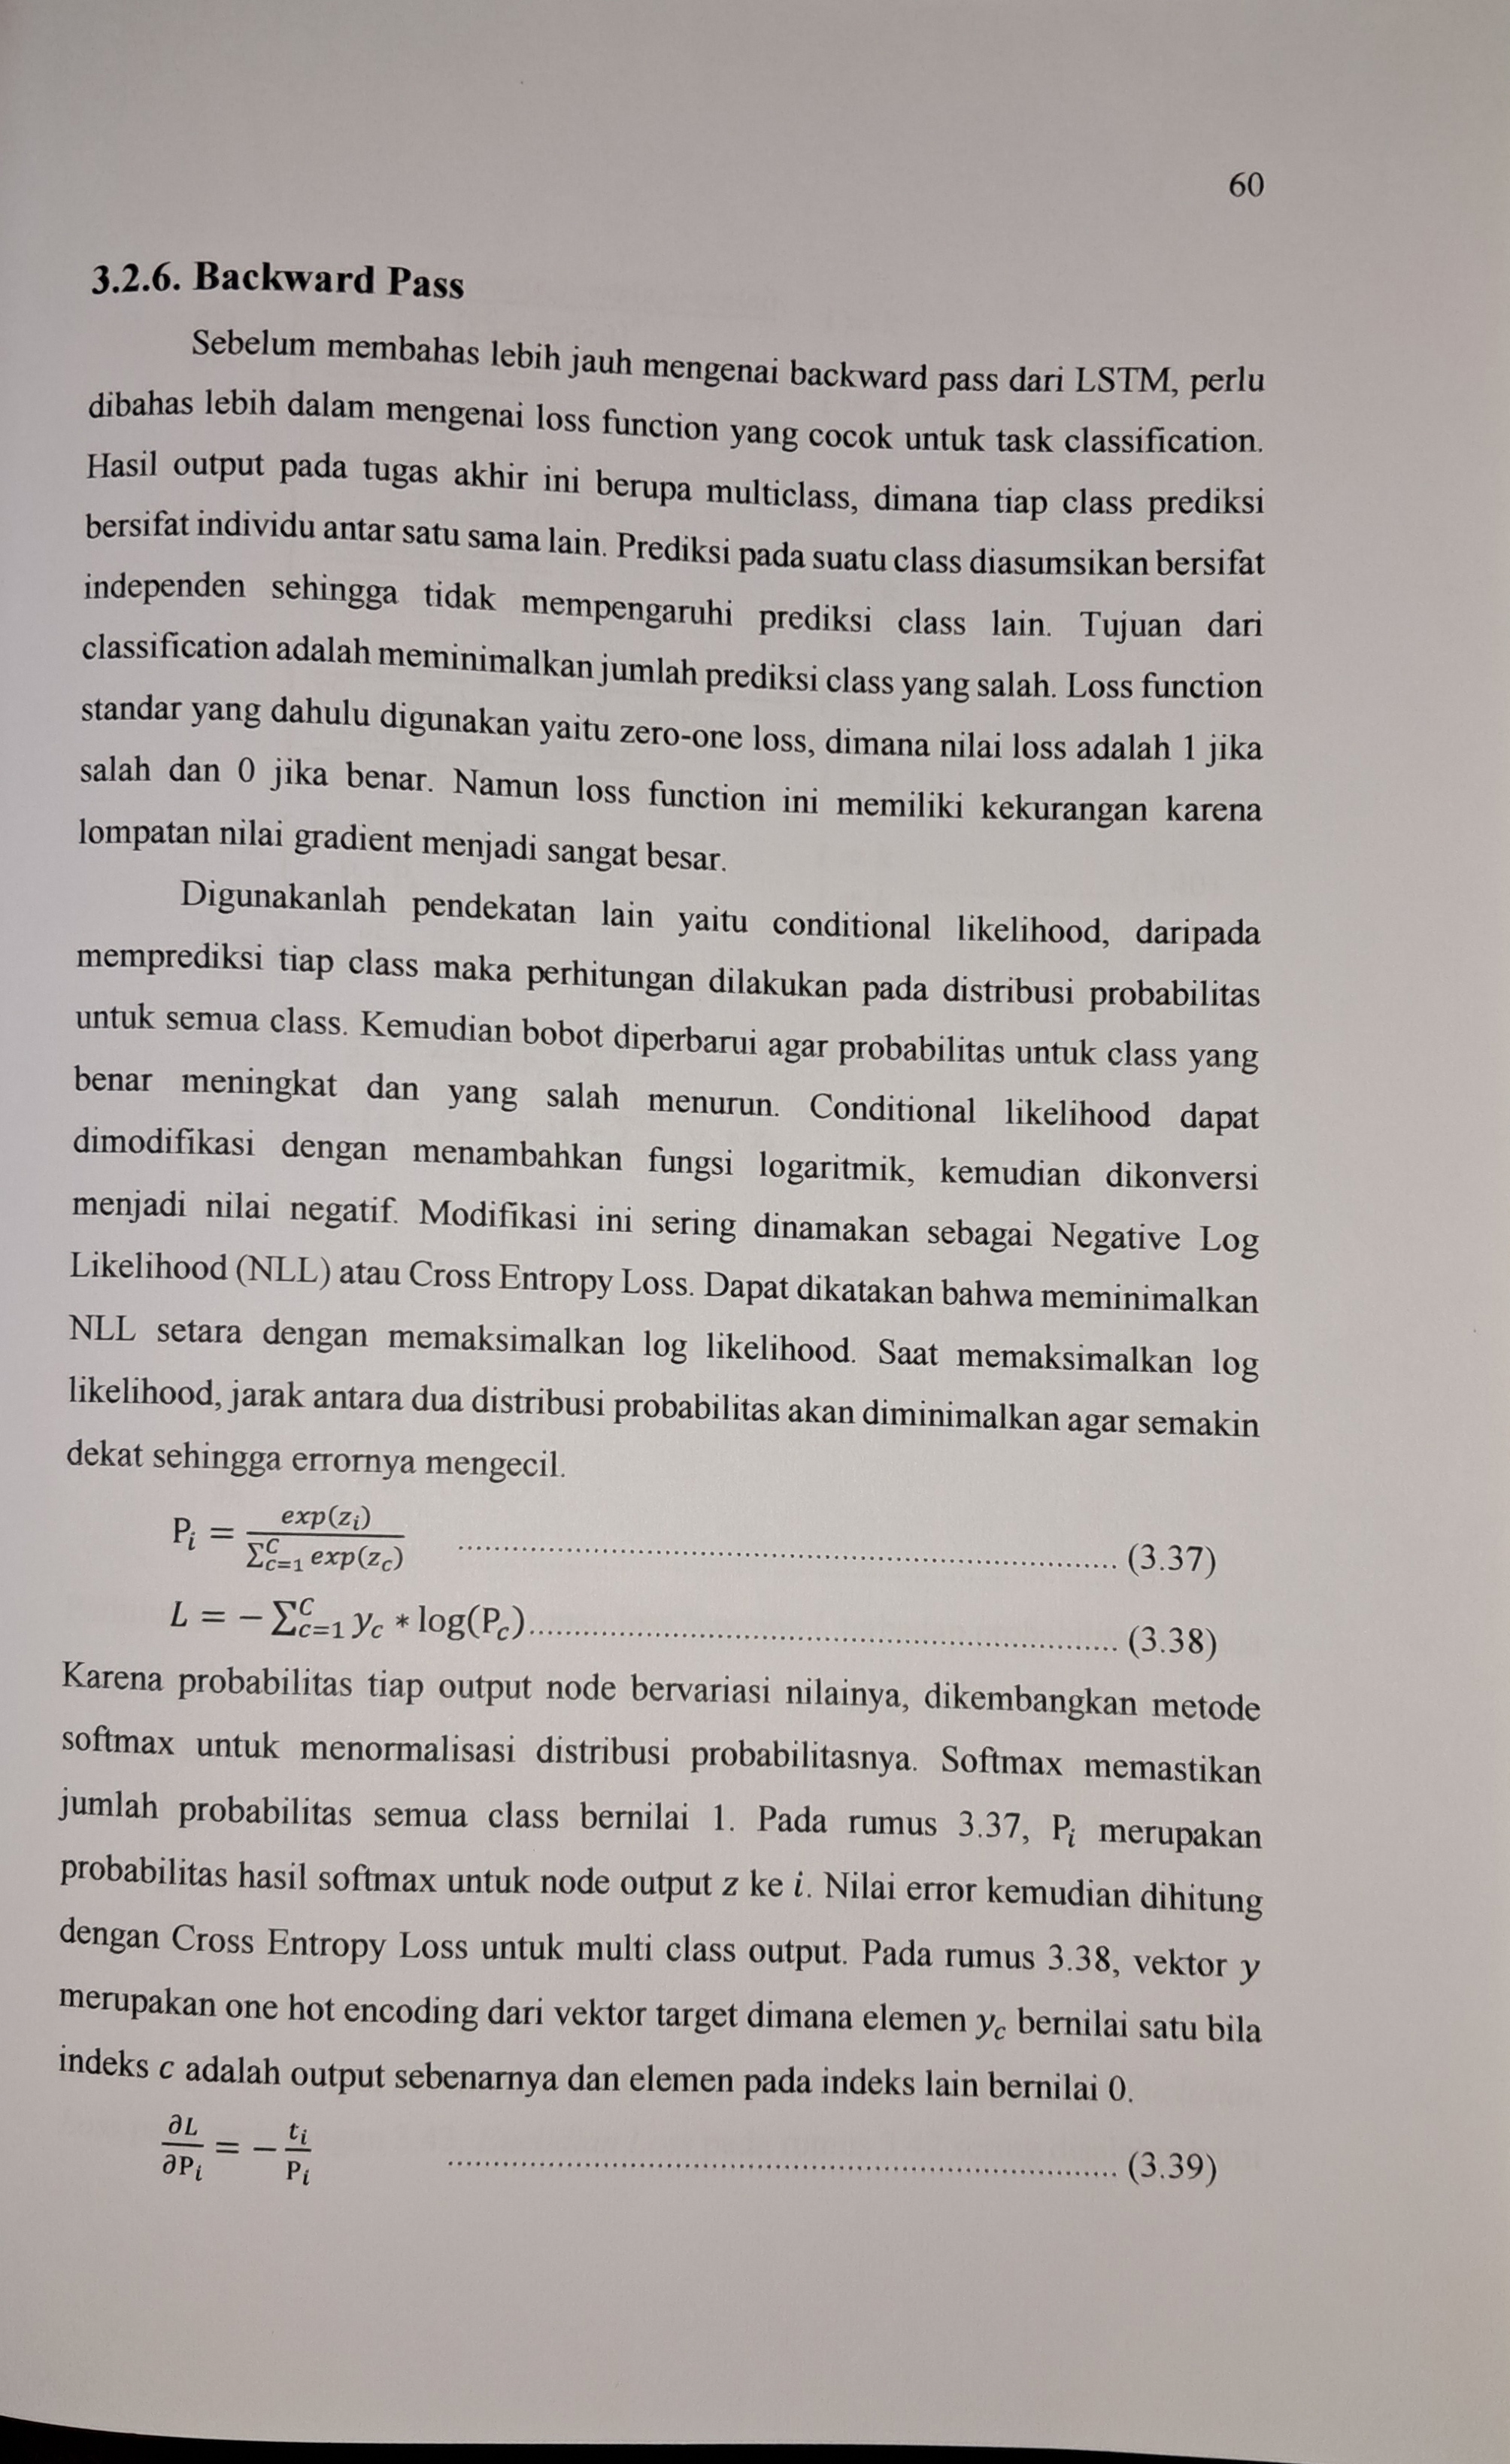 60
3.2.6. Backward Pass
Sebelum membahas lebih jauh mengenai backward pass dari LSTM, perlu
dibahas lebih dalam mengenai loss function yang cocok untuk task classification.
Hasil output pada tugas akhir ini berupa multiclass, dimana tiap class prediksi
bersifat individu antar satu sama lain. Prediksi pada suatu class diasumsikan bersifat
independen sehingga tidak mempengaruhi prediksi class lain. Tujuan dari
classification adalah meminimalkan jumlah prediksi class yang salah. Loss function
standar yang dahulu digunakan yaitu zero-one loss, dimana nilai loss adalah 1 jika
salah dan 0 jika benar. Namun loss function ini memiliki kekurangan karena
lompatan nilai gradient menjadi sangat besar.
Digunakanlah pendekatan lain yaitu conditional likelihood, daripada
memprediksi tiap class maka perhitungan dilakukan pada distribusi probabilitas
untuk semua class. Kemudian bobot diperbarui agar probabilitas untuk class yang
benar meningkat dan yang salah menurun. Conditional likelihood dapat
dimodifikasi dengan menambahkan fungsi logaritmik, kemudian dikonversi
menjadi nilai negatif. Modifikasi ini sering dinamakan sebagai Negative Log
Likelihood (NLL) atau Cross Entropy Loss. Dapat dikatakan bahwa meminimalkan
NLL setara dengan memaksimalkan log likelihood. Saat memaksimalkan log
likelihood, jarak antara dua distribusi probabilitas akan diminimalkan agar semakin
dekat sehingga errornya mengecil.
P_i = \frac{exp(z_i)}{\sum_{c=1}^{C} exp(z_c)} .......... (3.37)
L = − \sum_{c=1}^{C} y_c * log(P_c) .......... (3.38)
Karena probabilitas tiap output node bervariasi nilainya, dikembangkan metode
softmax untuk menormalisasi distribusi probabilitasnya. Softmax memastikan
jumlah probabilitas semua class bernilai 1. Pada rumus 3.37, P_i merupakan
probabilitas hasil softmax untuk node output z ke i. Nilai error kemudian dihitung
dengan Cross Entropy Loss untuk multi class output. Pada rumus 3.38, vektor y
merupakan one hot encoding dari vektor target dimana elemen y_c bernilai satu bila
indeks c adalah output sebenarnya dan elemen pada indeks lain bernilai 0.
\frac{∂L}{∂P_i} = − \frac{t_i}{P_i} .......... (3.39)